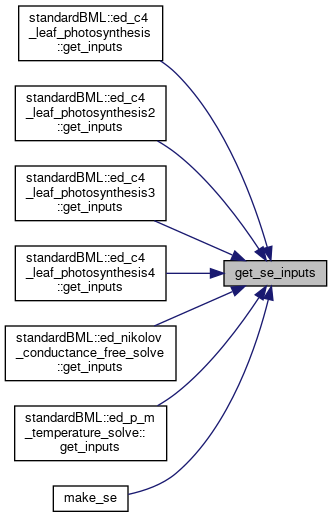 standardBML::ed_c4
_leaf_photosynthesis
::get_inputs
standardBML::ed_c4
_leaf_photosynthesis2
::get_inputs
standardBML::ed_c4
_leaf_photosynthesis3
::get_inputs
standardBML::ed_c4
_leaf_photosynthesis4
::get_inputs
get_se_inputs
standardBML::ed_nikolov
_conductance_free_solve
::get_inputs
standardBML::ed_p_m
_temperature_solve::
get_inputs
make_se